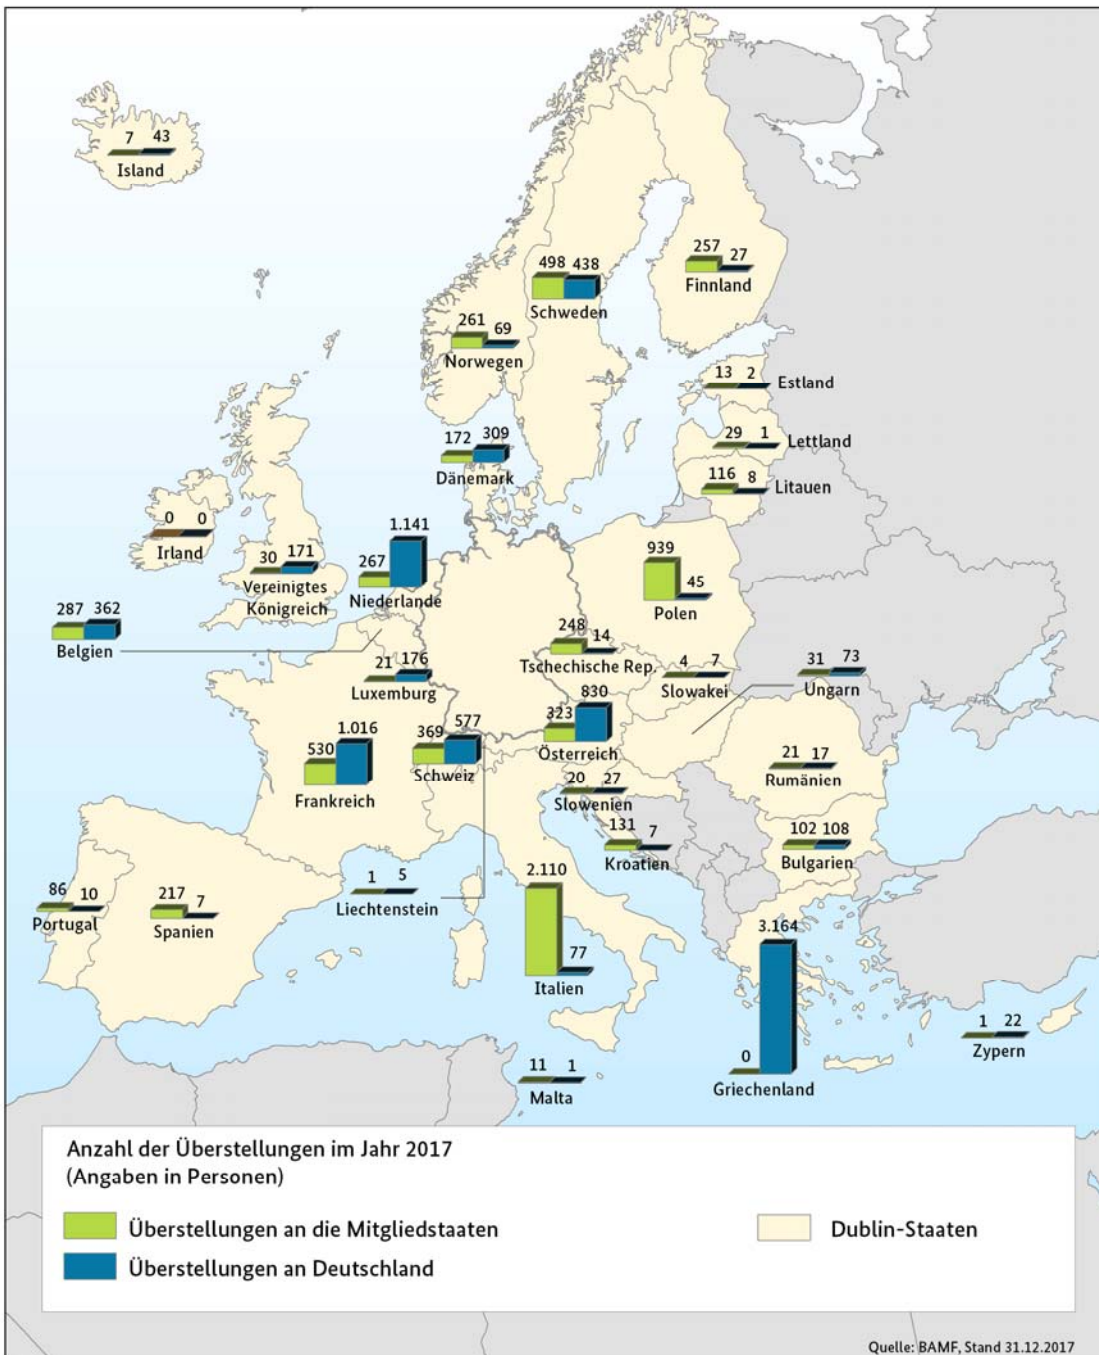 7 43
Island
257 27
Finnland
498 438
Schweden
261 69
Norwegen
13 2 Estland
29 1 Lettland
172 309
Dänemark
116 8 Litauen
0 0
Irland
30 171
Vereinigtes
Königreich
267 1.141
Niederlande
939 45
Polen
287 362
Belgien
248 14
Tschechische Rep.
21 176
Luxemburg
4 7
Slowakei
31 73
Ungarn
323 830
Österreich
530 1.016
Frankreich
369 577
Schweiz
21 17
Rumänien
20 27
Slowenien
131 7
Kroatien
102 108
Bulgarien
86 10
Portugal
217 7
Spanien
1 5
Liechtenstein
2.110 77
Italien
0 3.164
Griechenland
1 22
Zypern
11 1
Malta
Anzahl der Überstellungen im Jahr 2017
(Angaben in Personen)
Überstellungen an die Mitgliedstaaten
Dublin-Staaten
Überstellungen an Deutschland
Quelle: BAMF, Stand 31.12.2017